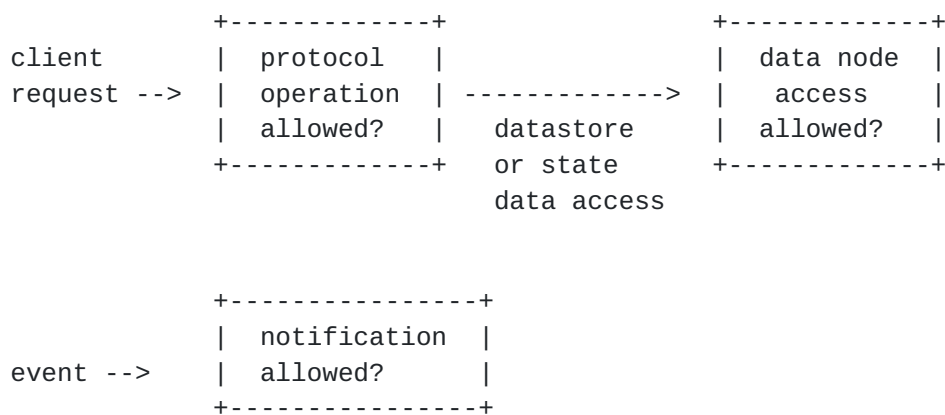 +-------------+                 +-------------+
client       |  protocol   |                 |  data node  |
request -->  |  operation  | ------------->  |   access    |
             |  allowed?   |   datastore     |  allowed?   |
             +-------------+   or state      +-------------+
                               data access


             +----------------+
             |  notification  |
event -->    |  allowed?      |
             +----------------+